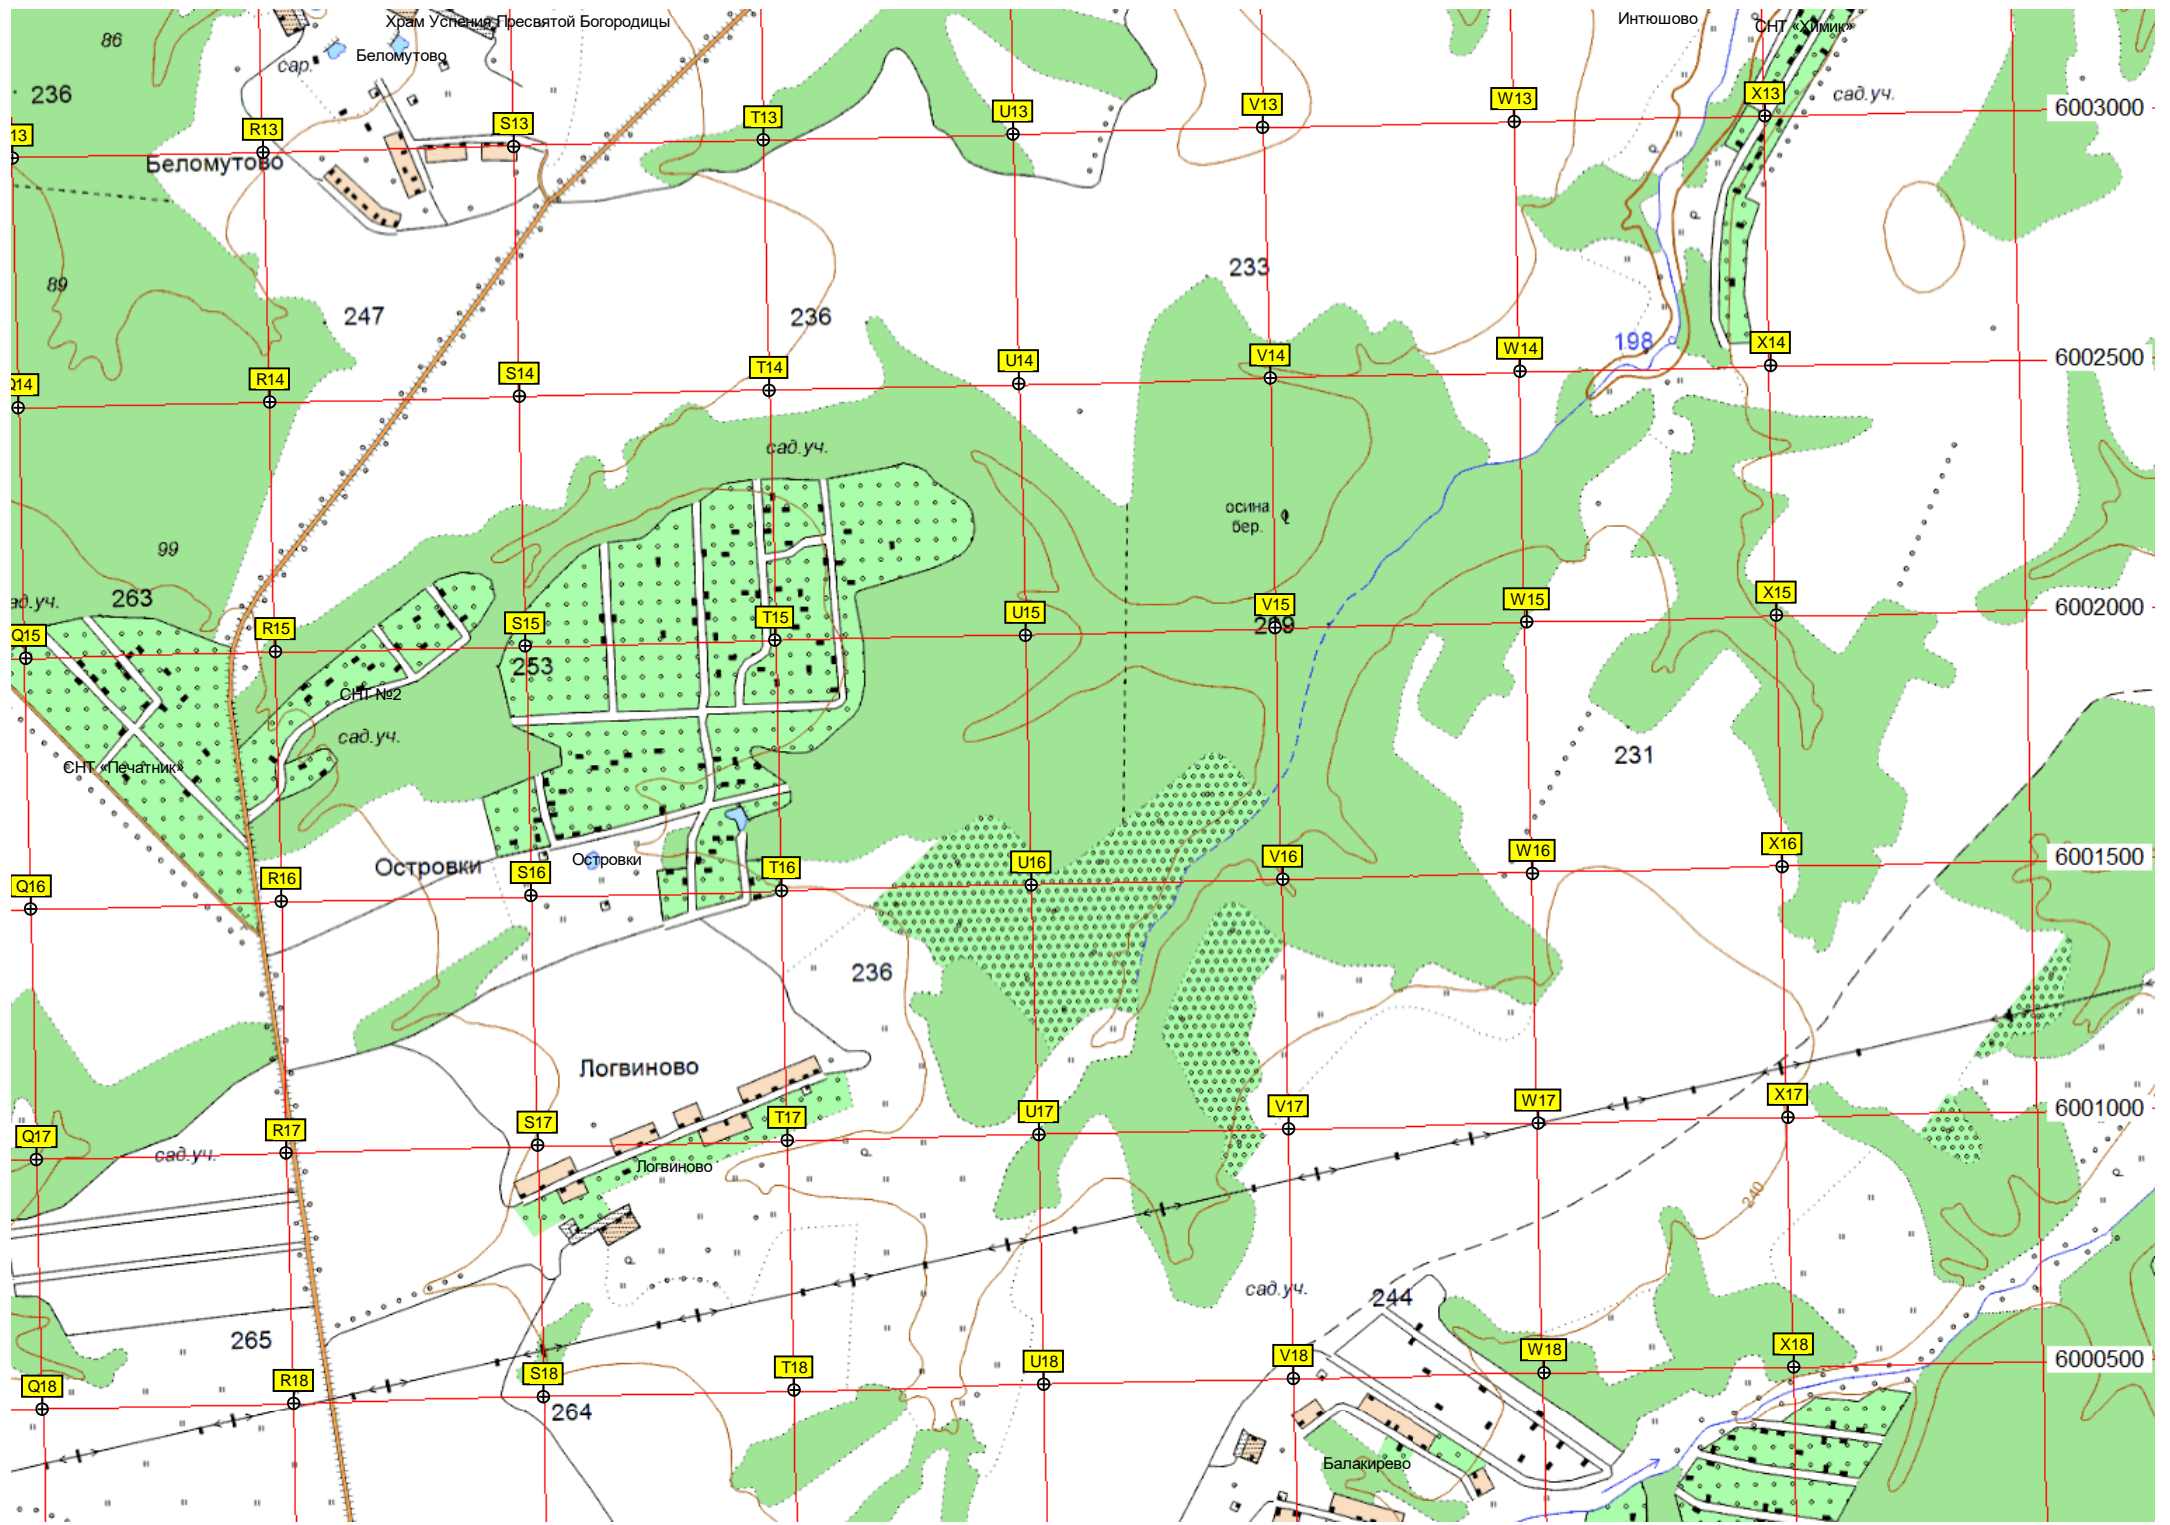 Храм Успения Пресвятой Богородицы
Интюшово
СНТ «Химик»
86
Беломутово
сар.
236
сад.уч.
13
R13
S13
T13
U13
V13
W13
X13
6003000
Беломутово
89
247
236
233
198
Q14
R14
S14
T14
U14
V14
W14
X14
6002500
сад.уч.
осина
бер.
99
263
ад.уч.
Q15
R15
S15
T15
U15
V15
W15
X15
6002000
253
СНТ №2
сад.уч.
СНТ «Печатник»
231
Островки
Островки
Q16
R16
S16
T16
U16
V16
W16
X16
6001500
236
Логвиново
Q17
R17
S17
T17
U17
V17
W17
X17
6001000
сад.уч.
Логвиново
240
сад.уч.
244
265
Q18
R18
S18
T18
U18
V18
W18
X18
6000500
264
Балакирево